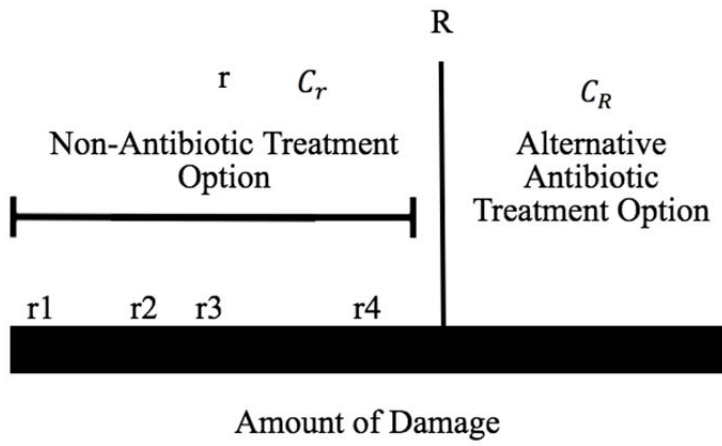 R
r
C_r
C_R
Non-Antibiotic Treatment
Option
Alternative
Antibiotic
Treatment Option
r1
r2
r3
r4
Amount of Damage